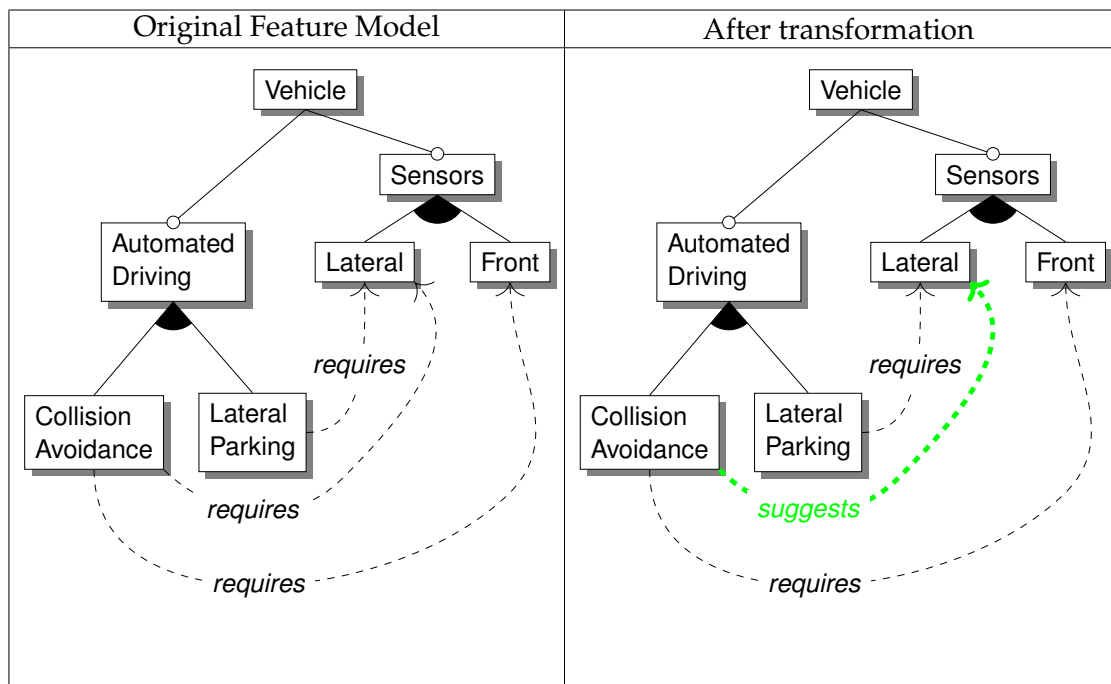 Original Feature Model
Vehicle
Sensors
Automated
Driving
Lateral
Front
requires
Collision
Avoidance
Lateral
Parking
requires
requires
After transformation
Vehicle
Sensors
Automated
Driving
Lateral
Front
requires
Collision
Avoidance
Lateral
Parking
suggests
requires